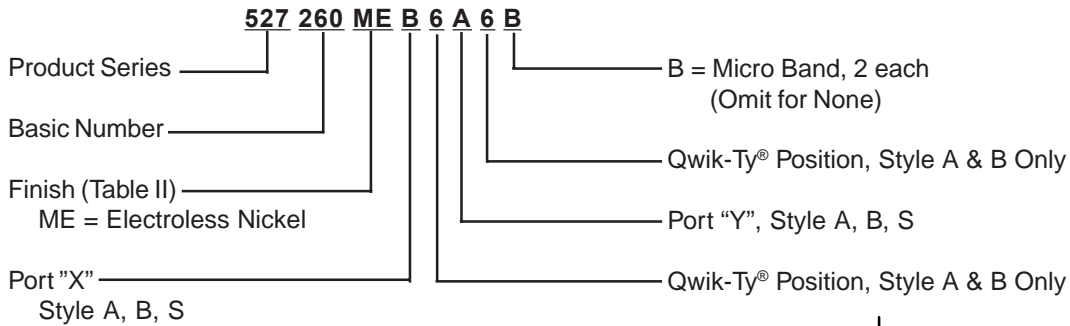 527 260 ME B 6 A 6 B
Product Series
Basic Number
Finish (Table II)
ME = Electroless Nickel
Port "X"
Style A, B, S
B = Micro Band, 2 each
(Omit for None)
Qwik-Ty® Position, Style A & B Only
Port “Y”, Style A, B, S
Qwik-Ty® Position, Style A & B Only